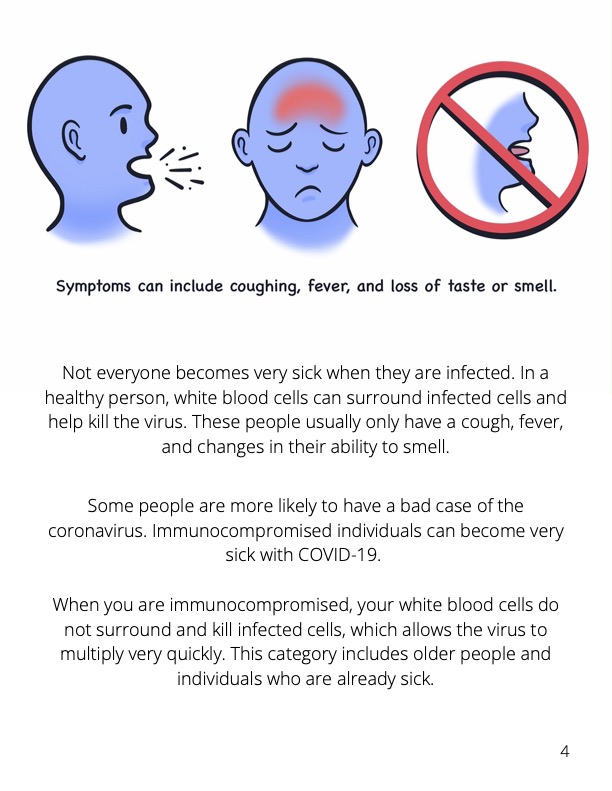 Symptoms can include coughing, fever, and loss of taste or smell.
Not everyone becomes very sick when they are infected. In a
healthy person, white blood cells can surround infected cells and
help kill the virus. These people usually only have a cough, fever,
and changes in their ability to smell.
Some people are more likely to have a bad case of the
coronavirus. Immunocompromised individuals can become very
sick with COVID-19.
When you are immunocompromised, your white blood cells do
not surround and kill infected cells, which allows the virus to
multiply very quickly. This category includes older people and
individuals who are already sick.
4